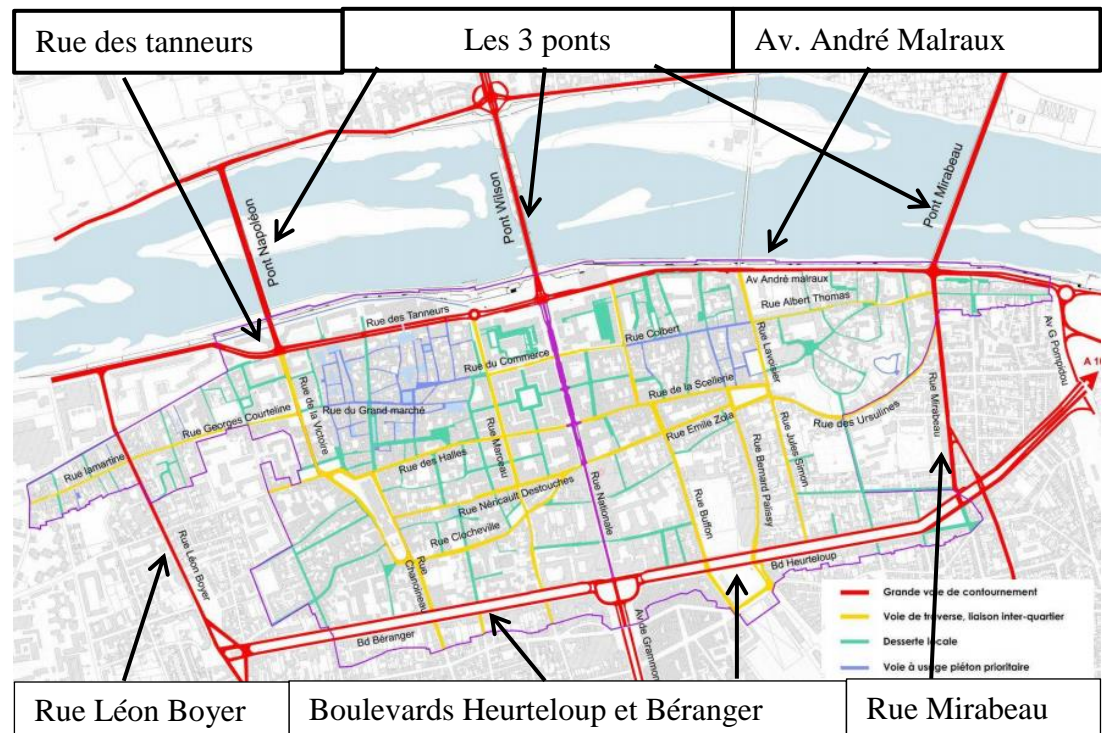 Rue des tanneurs
Les 3 ponts
Av. André Malraux
Pont Napoléon
Pont Wilson
Pont Mirabeau
Av André malraux
Rue Albert Thomas
Rue des Tanneurs
Rue Colbert
Rue du Commerce
Rue Lavoisier
Av G Pompidou
A 10
Rue de la Scellerie
Rue du Grand marché
Rue de la Victoire
Rue Georges Courteline
Rue lamartine
Rue Marceau
Rue Mirabeau
Rue des Ursulines
Rue Emile Zola
Rue des Halles
Rue Jules Simon
Rue Bernard Palissy
Rue Néricault Destouches
Rue Nationale
Rue Buffon
Rue Clocheville
Rue Léon Boyer
Rue Chanoineau
Bd Heurteloup
Bd Béranger
Av de Grammon
Grande voie de contournement
Voie de traverse, liaison inter-quartier
Desserte locale
Voie à usage piéton prioritaire
Rue Léon Boyer
Boulevards Heurteloup et Béranger
Rue Mirabeau